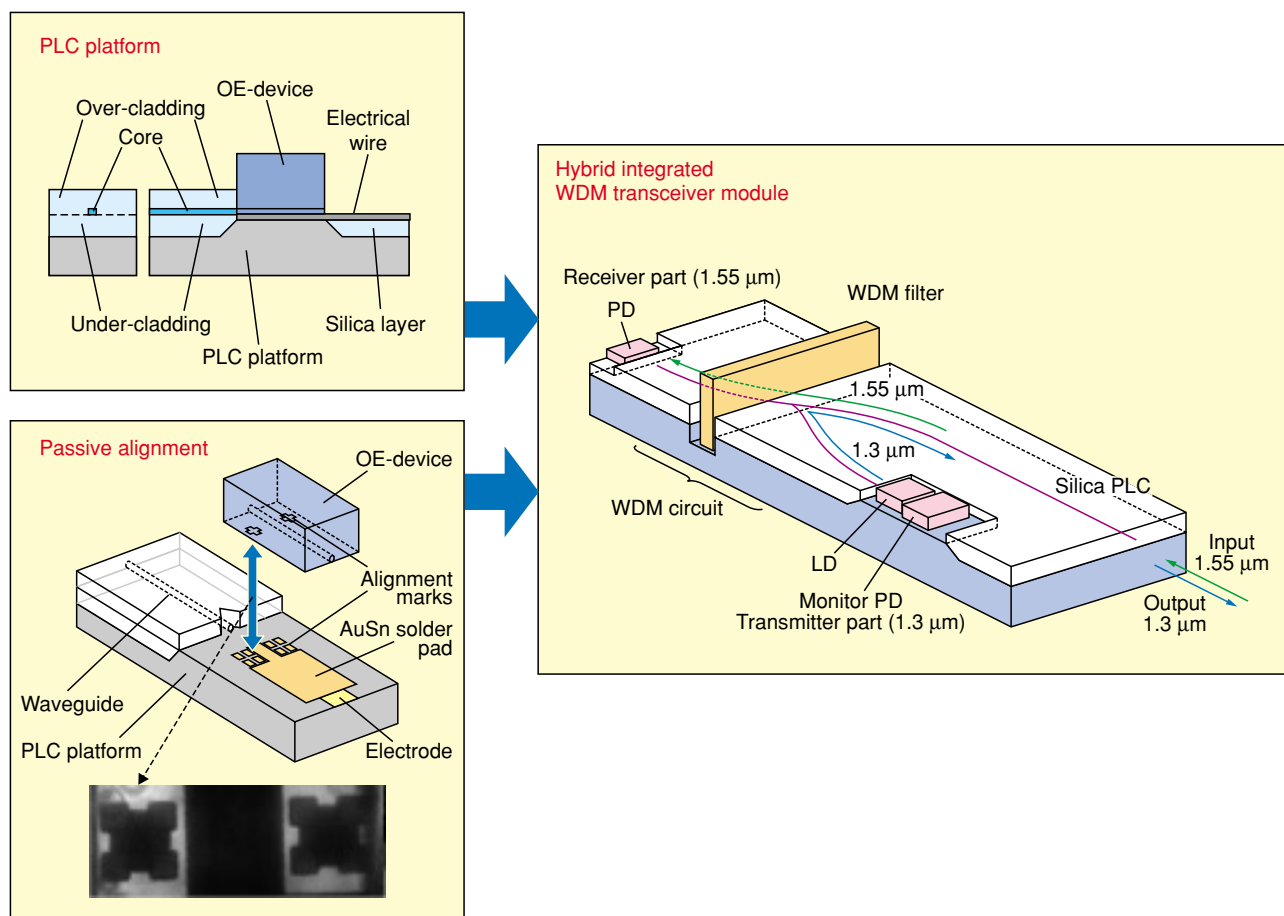 PLC platform
OE-device
Over-cladding
Electrical
wire
Core
Under-cladding
Silica layer
PLC platform
Passive alignment
OE-device
Alignment
marks
AuSn solder
pad
Waveguide
PLC platform
Electrode
Hybrid integrated
WDM transceiver module
Receiver part (1.55 μm)
PD
WDM filter
1.55 μm
1.3 μm
Silica PLC
WDM circuit
LD
Monitor PD
Transmitter part (1.3 μm)
Input
1.55 μm
Output
1.3 μm